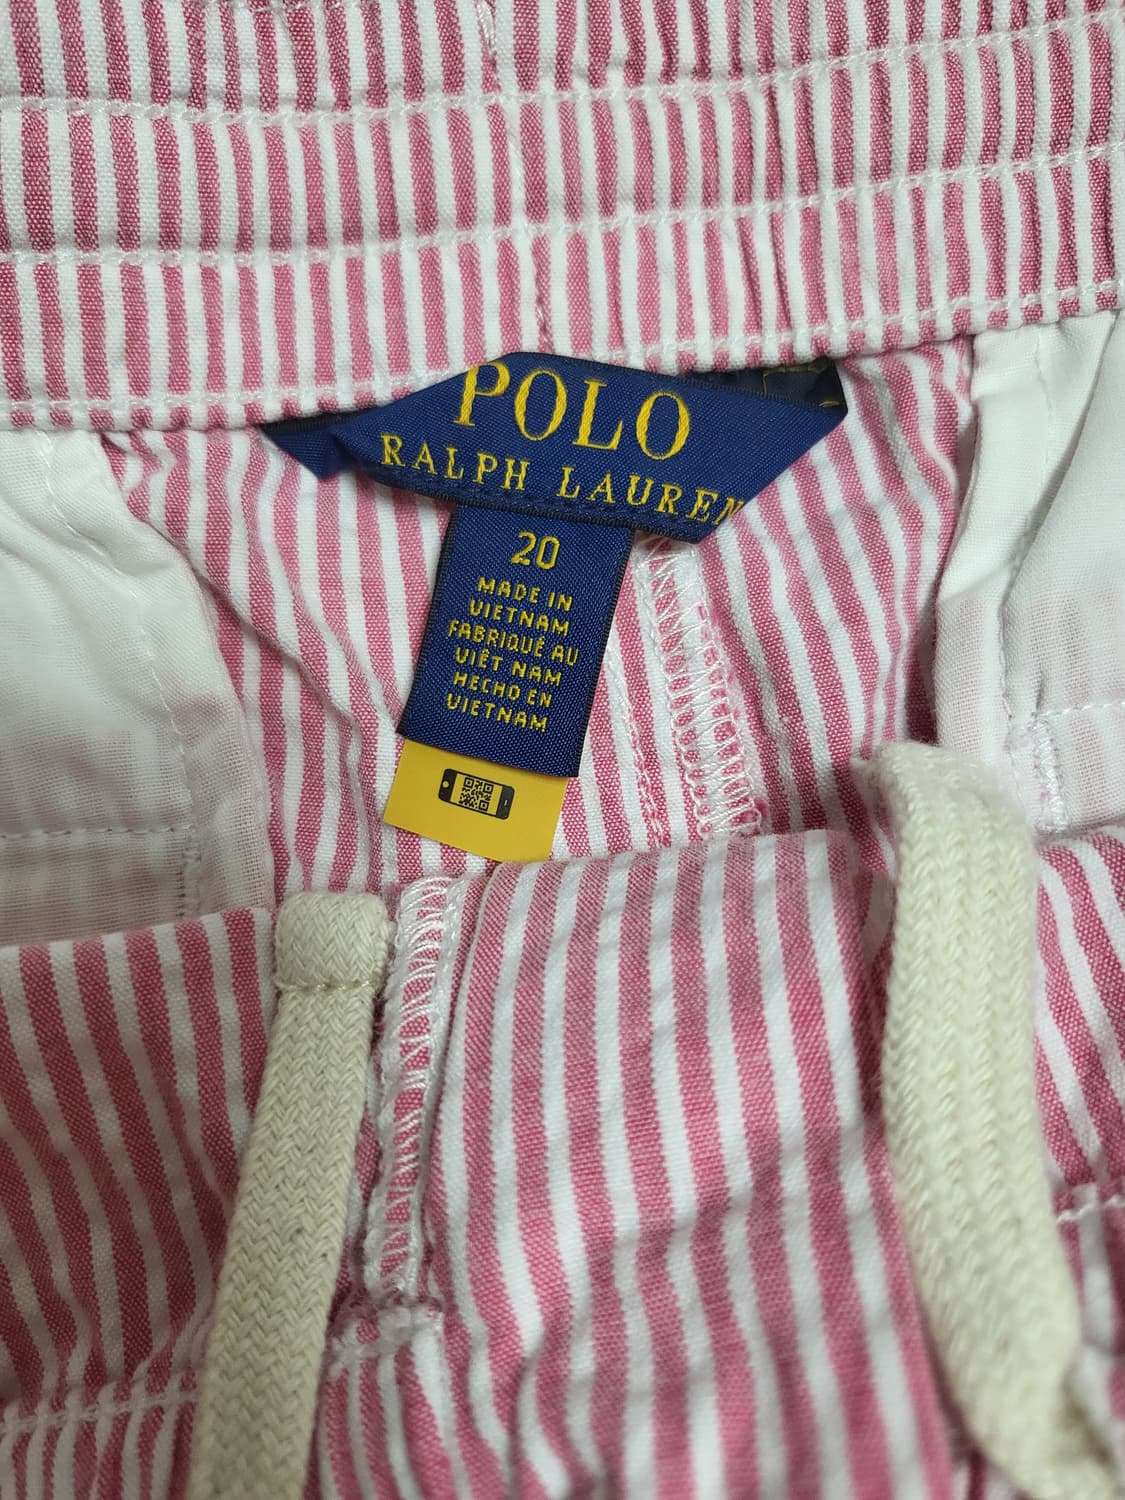 POLO
RALPH LAUREN
20
MADE IN
VIETNAM
FABRIQUÉ AU
VIÊT NAM
HECHO EN
VIETNAM